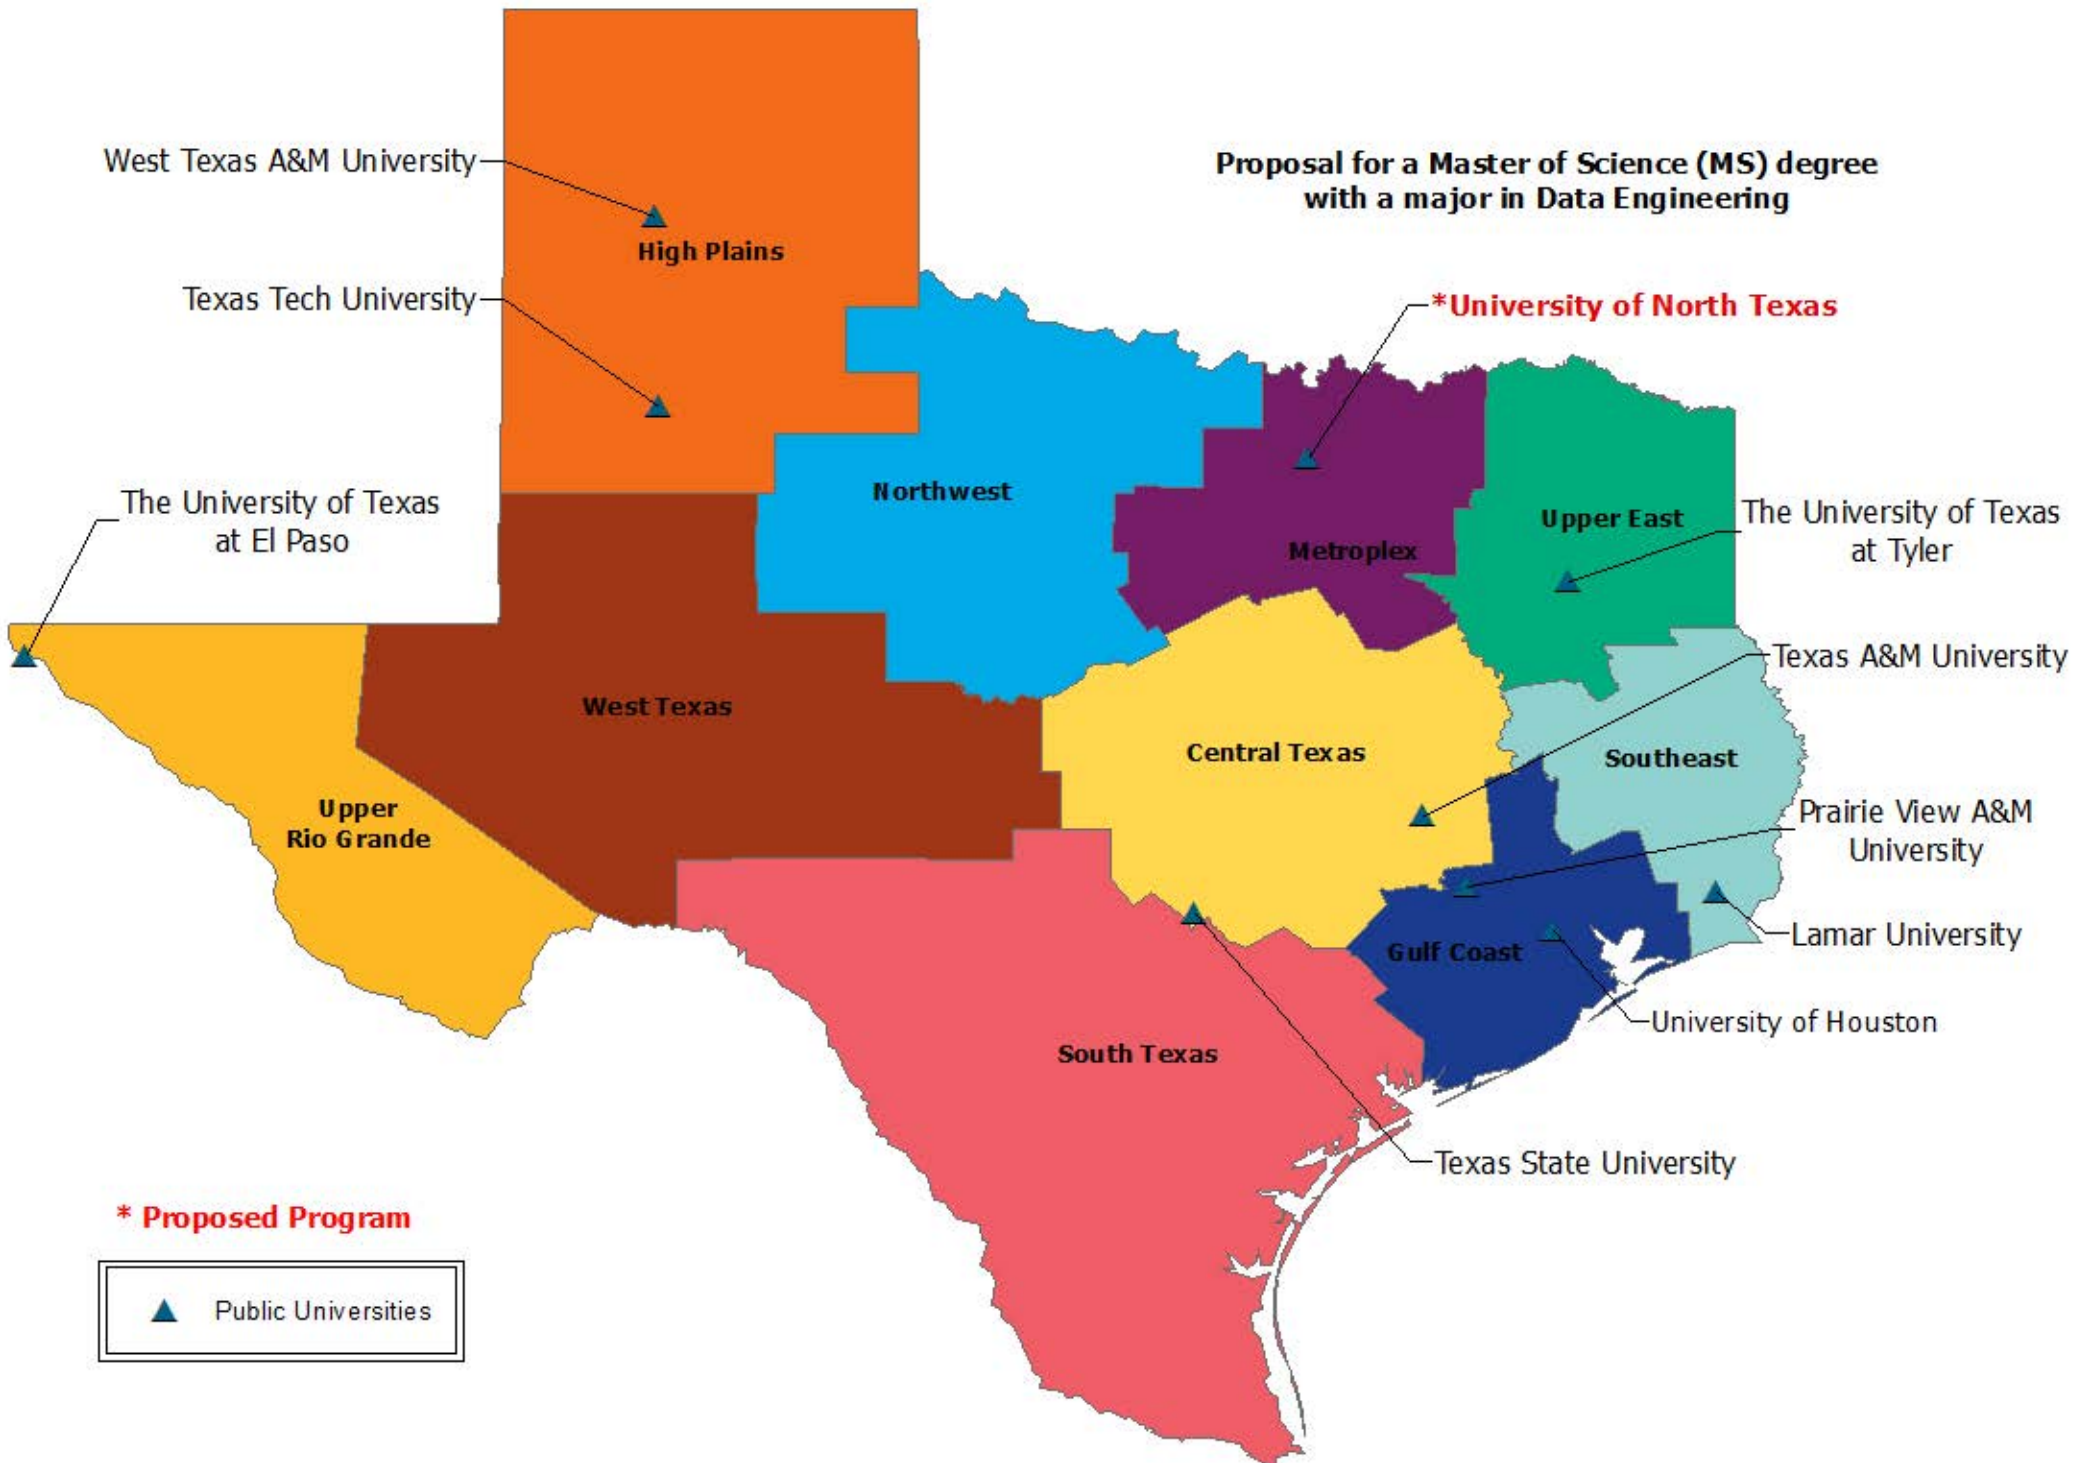 Proposal for a Master of Science (MS) degree
with a major in Data Engineering
West Texas A&M University
High Plains
Texas Tech University
*University of North Texas
The University of Texas
at El Paso
Northwest
Upper East
The University of Texas
at Tyler
Metroplex
Texas A&M University
West Texas
Central Texas
Southeast
Upper
Rio Grande
Prairie View A&M
University
Lamar University
Gulf Coast
University of Houston
South Texas
Texas State University
* Proposed Program
Public Universities